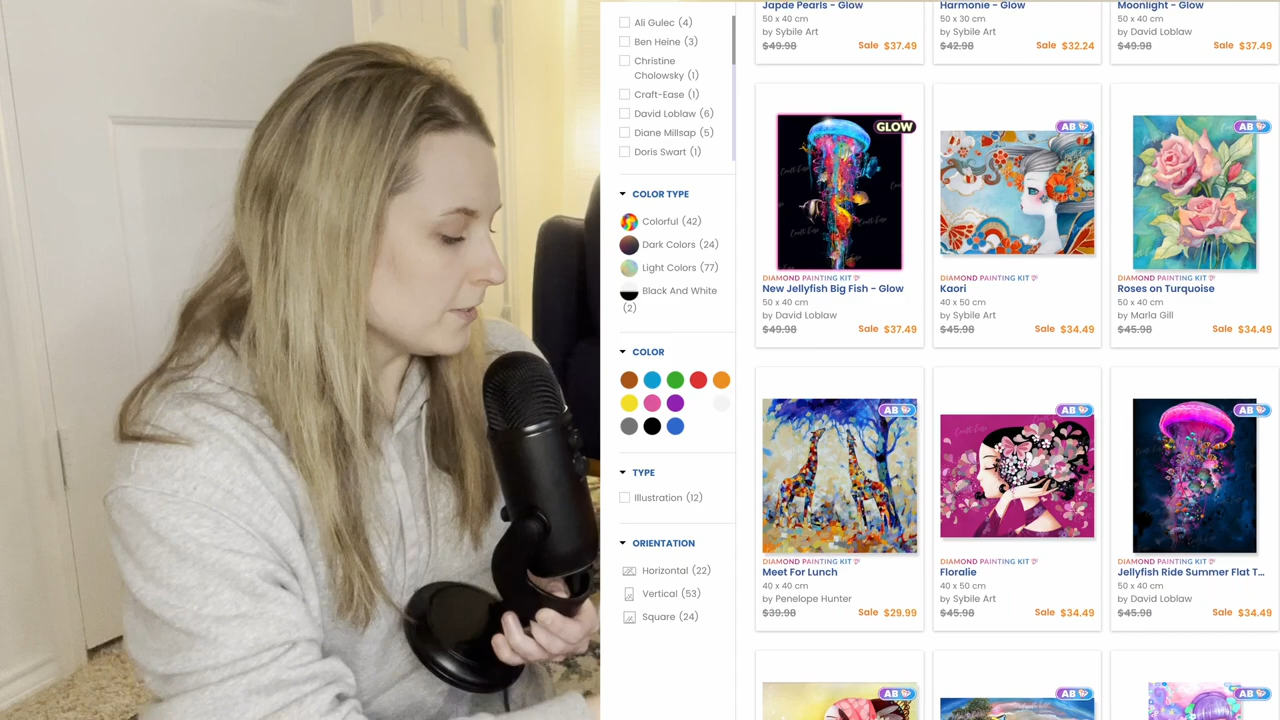 Ali Gulec (4)
Ben Heine (3)
Christine
Cholowsky (1)
Craft-Ease (1)
David Loblaw (6)
Diane Millsap (5)
Doris Swart (1)
COLOR TYPE
Colorful (42)
Dark Colors (24)
Light Colors (77)
Black And White
(2)
COLOR
TYPE
Illustration (12)
ORIENTATION
Horizontal (22)
Vertical (53)
Square (24)
Japde Pearls - Glow
50 x 40 cm
by Sybile Art
$49.98 Sale $37.49
Harmonie - Glow
50 x 30 cm
by Sybile Art
$42.98 Sale $32.24
Moonlight - Glow
50 x 40 cm
by David Loblaw
$49.98 Sale $37.49
GLOW
DIAMOND PAINTING KIT
New Jellyfish Big Fish - Glow
50 x 40 cm
by David Loblaw
$49.98 Sale $37.49
AB
DIAMOND PAINTING KIT
Kaori
40 x 50 cm
by Sybile Art
$45.98 Sale $34.49
AB
DIAMOND PAINTING KIT
Roses on Turquoise
50 x 40 cm
by Marla Gill
$45.98 Sale $34.49
AB
DIAMOND PAINTING KIT
Meet For Lunch
40 x 40 cm
by Penelope Hunter
$39.98 Sale $29.99
AB
DIAMOND PAINTING KIT
Floralie
40 x 50 cm
by Sybile Art
$45.98 Sale $34.49
AB
DIAMOND PAINTING KIT
Jellyfish Ride Summer Flat T...
50 x 40 cm
by David Loblaw
$45.98 Sale $34.49
AB
AB
AB